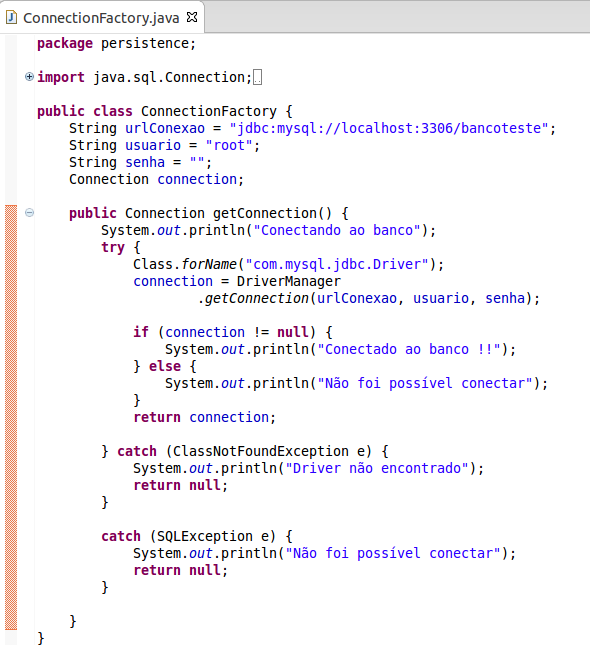 ConnectionFactory.java
package persistence;
import java.sql.Connection;
public class ConnectionFactory {
String urlConexao = "jdbc:mysql://localhost:3306/bancoteste";
String usuario = "root";
String senha = "";
Connection connection;
public Connection getConnection() {
System.out.println("Conectando ao banco");
try {
Class.forName("com.mysql.jdbc.Driver");
connection = DriverManager
.getConnection(urlConexao, usuario, senha);
if (connection != null) {
System.out.println("Conectado ao banco !!");
} else {
System.out.println("Não foi possível conectar");
}
return connection;
} catch (ClassNotFoundException e) {
System.out.println("Driver não encontrado");
return null;
}
catch (SQLException e) {
System.out.println("Não foi possível conectar");
return null;
}
}
}